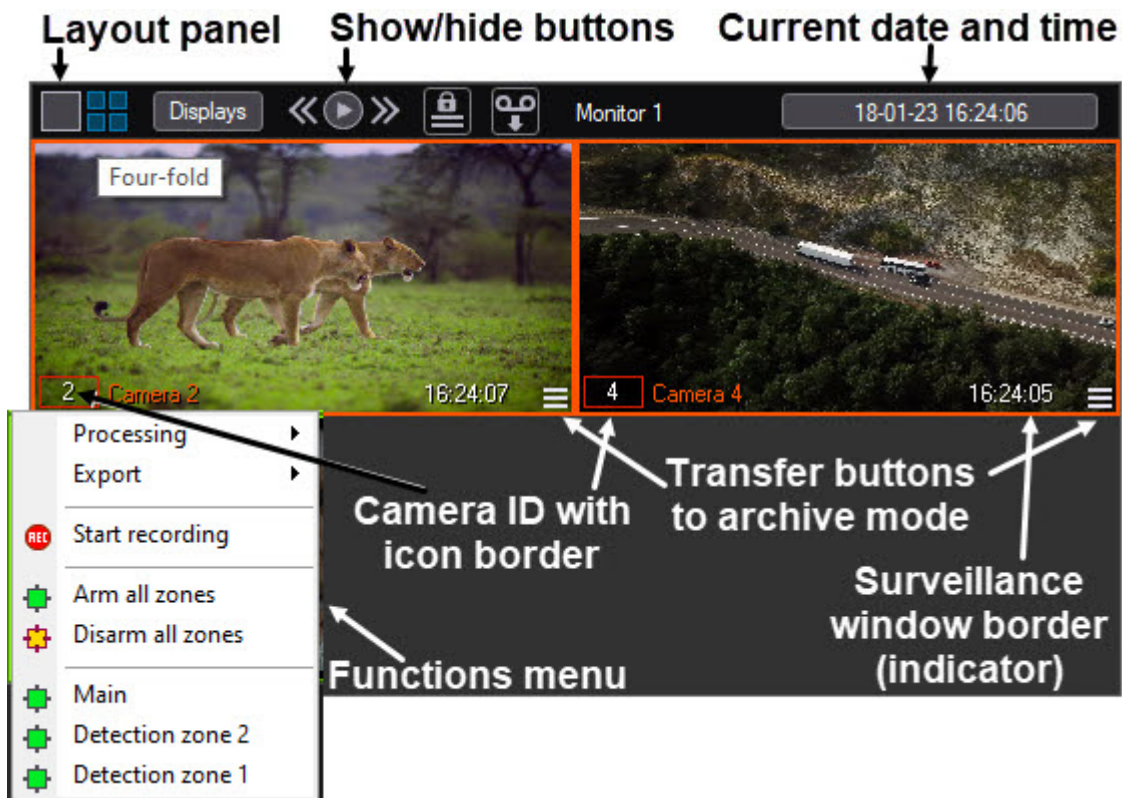 Layout panel
Show/hide buttons
Current date and time
Displays
Monitor 1
18-01-23 16:24:06
Four-fold
2
Camera 2
16:24:07
4
Camera 4
16:24:05
Processing
Export
REC
Start recording
Arm all zones
Disarm all zones
Main
Detection zone 2
Detection zone 1
Camera ID with
icon border
Transfer buttons
to archive mode
Functions menu
Surveillance
window border
(indicator)